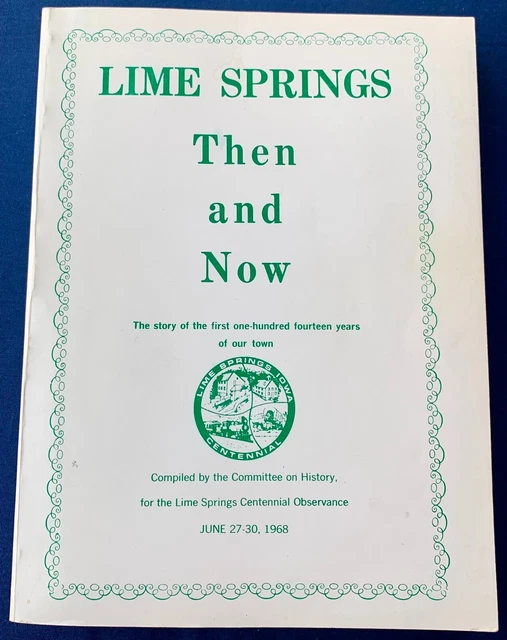 LIME SPRINGS
Then
and
Now
The story of the first one-hundred fourteen years
of our town
LIME SPRINGS IOWA
CENTENNIAL
Compiled by the Committee on History,
for the Lime Springs Centennial Observance
JUNE 27-30, 1968